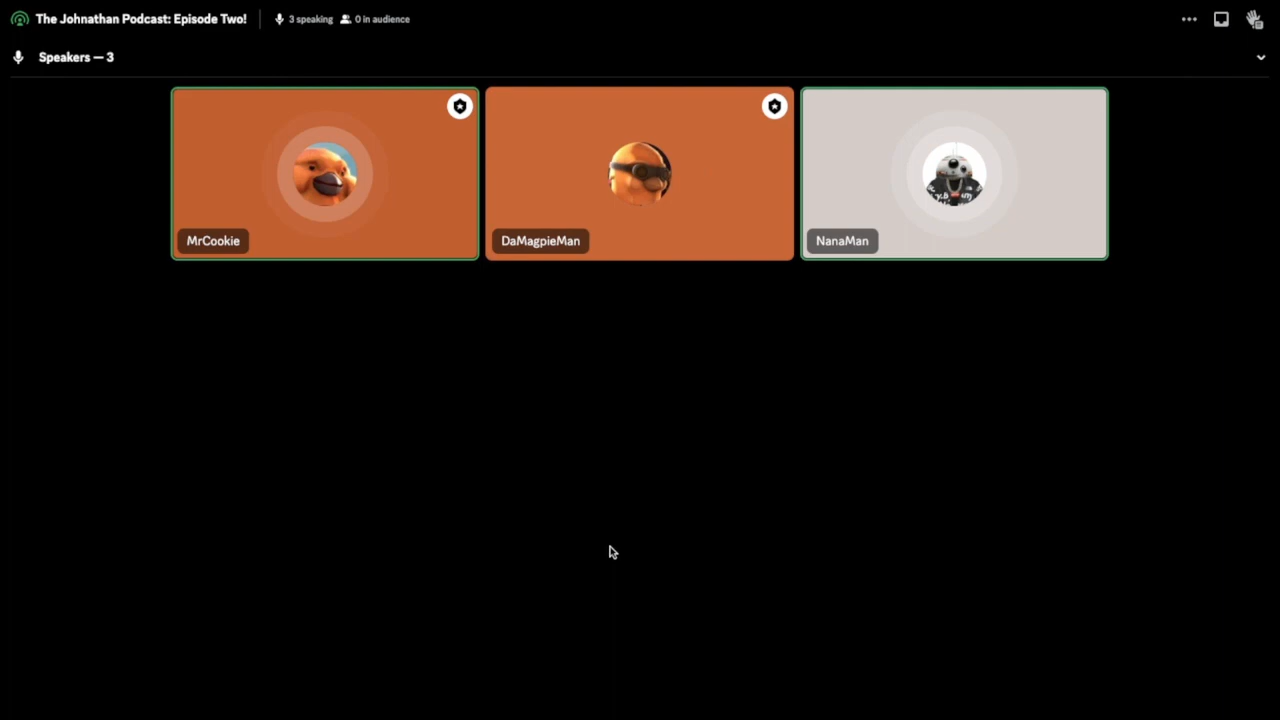 The Johnathan Podcast: Episode Two! 3 speaking 0 in audience
Speakers — 3
MrCookie
DaMagpieMan
NanaMan